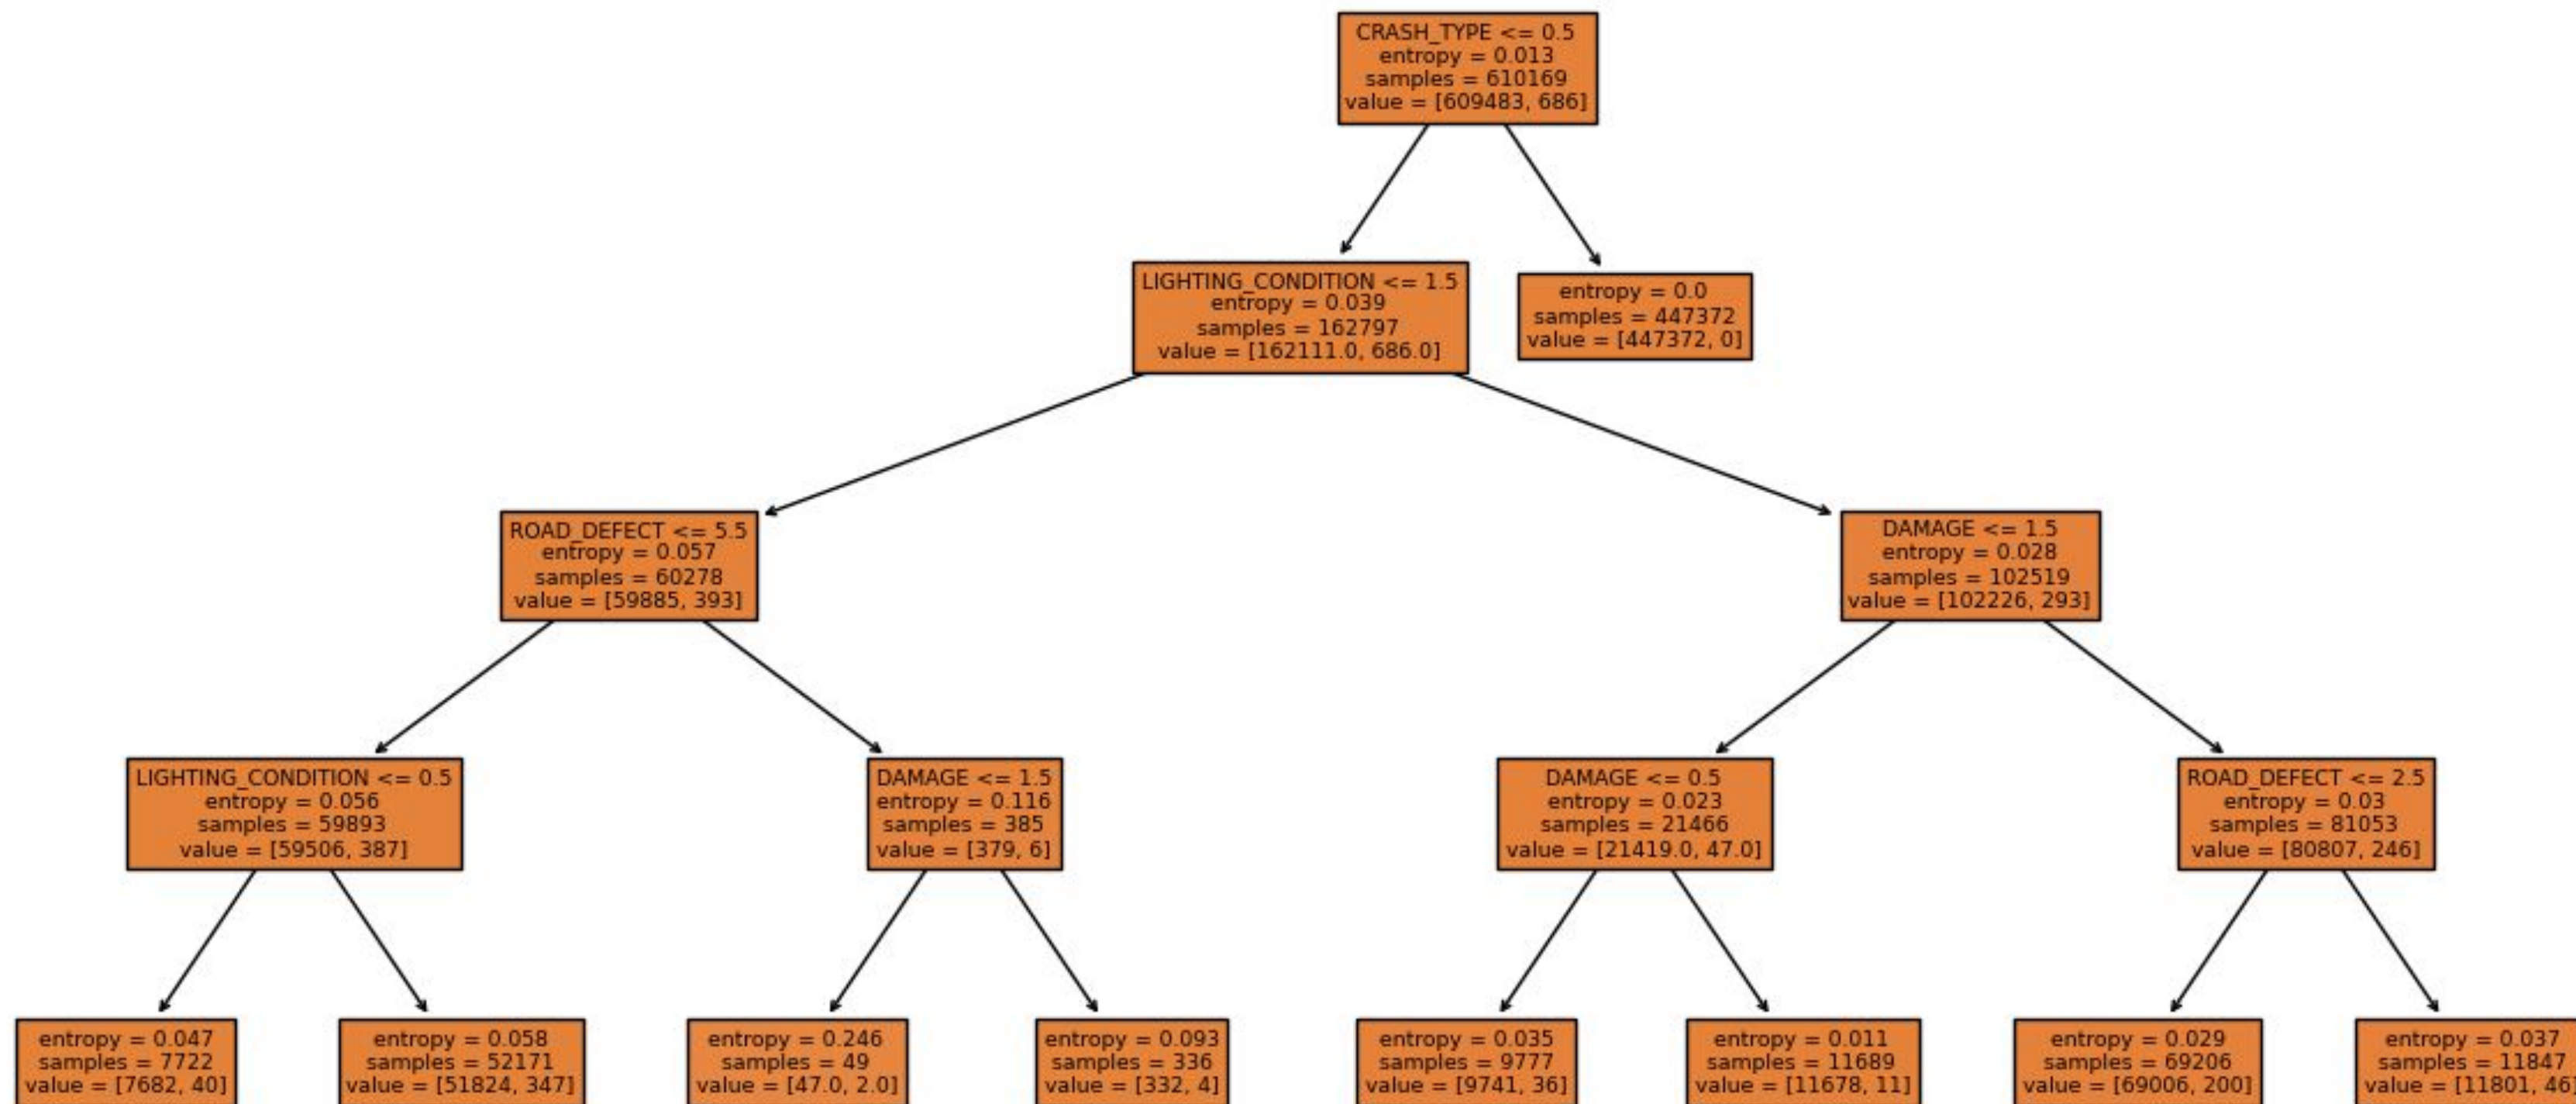 CRASH_TYPE <= 0.5
entropy = 0.013
samples = 610169
value = [609483, 686]
LIGHTING_CONDITION <= 1.5
entropy = 0.039
samples = 162797
value = [162111.0, 686.0]
entropy = 0.0
samples = 447372
value = [447372, 0]
ROAD_DEFECT <= 5.5
entropy = 0.057
samples = 60278
value = [59885, 393]
DAMAGE <= 1.5
entropy = 0.028
samples = 102519
value = [102226, 293]
LIGHTING_CONDITION <= 0.5
entropy = 0.056
samples = 59893
value = [59506, 387]
DAMAGE <= 1.5
entropy = 0.116
samples = 385
value = [379, 6]
DAMAGE <= 0.5
entropy = 0.023
samples = 21466
value = [21419.0, 47.0]
ROAD_DEFECT <= 2.5
entropy = 0.03
samples = 81053
value = [80807, 246]
entropy = 0.047
samples = 7722
value = [7682, 40]
entropy = 0.058
samples = 52171
value = [51824, 347]
entropy = 0.246
samples = 49
value = [47.0, 2.0]
entropy = 0.093
samples = 336
value = [332, 4]
entropy = 0.035
samples = 9777
value = [9741, 36]
entropy = 0.011
samples = 11689
value = [11678, 11]
entropy = 0.029
samples = 69206
value = [69006, 200]
entropy = 0.037
samples = 11847
value = [11801, 46]